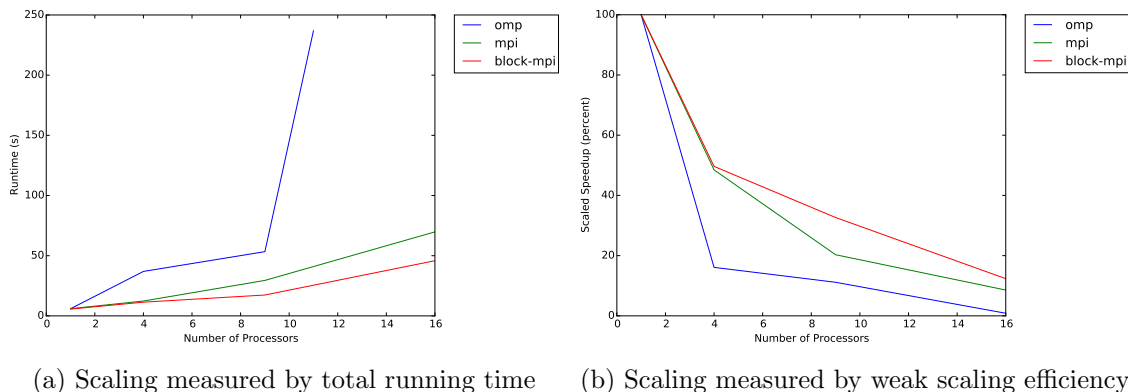 250
200
150
100
50
0
Runtime (s)
0 2 4 6 8 10 12 14 16
Number of Processors
omp
mpi
block-mpi
(a) Scaling measured by total running time
100
80
60
40
20
0
Scaled Speedup (percent)
0 2 4 6 8 10 12 14 16
Number of Processors
omp
mpi
block-mpi
(b) Scaling measured by weak scaling efficiency